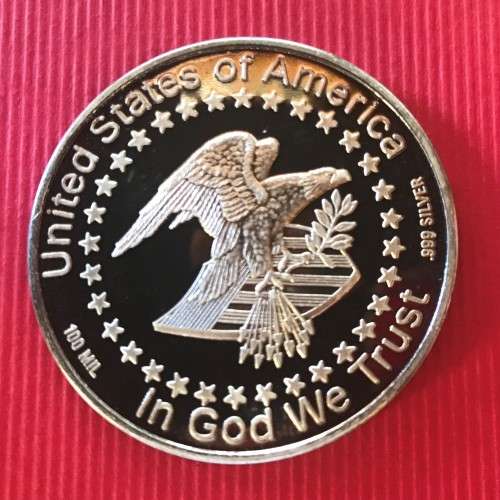 United States of America
.999 SILVER
100 MIL
In God We Trust